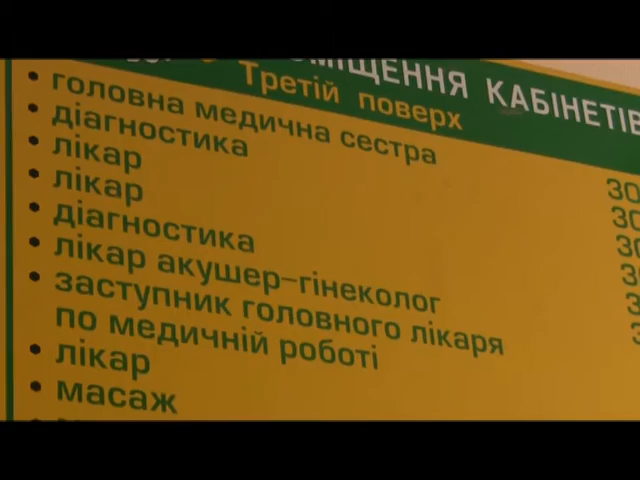 КАБІНЕТІВ
Третій поверх
• головна медична сестра
• діагностика
• лікар
• лікар
• діагностика
• лікар акушер-гінеколог
• заступник головного лікаря
по медичній роботі
• лікар
• масаж